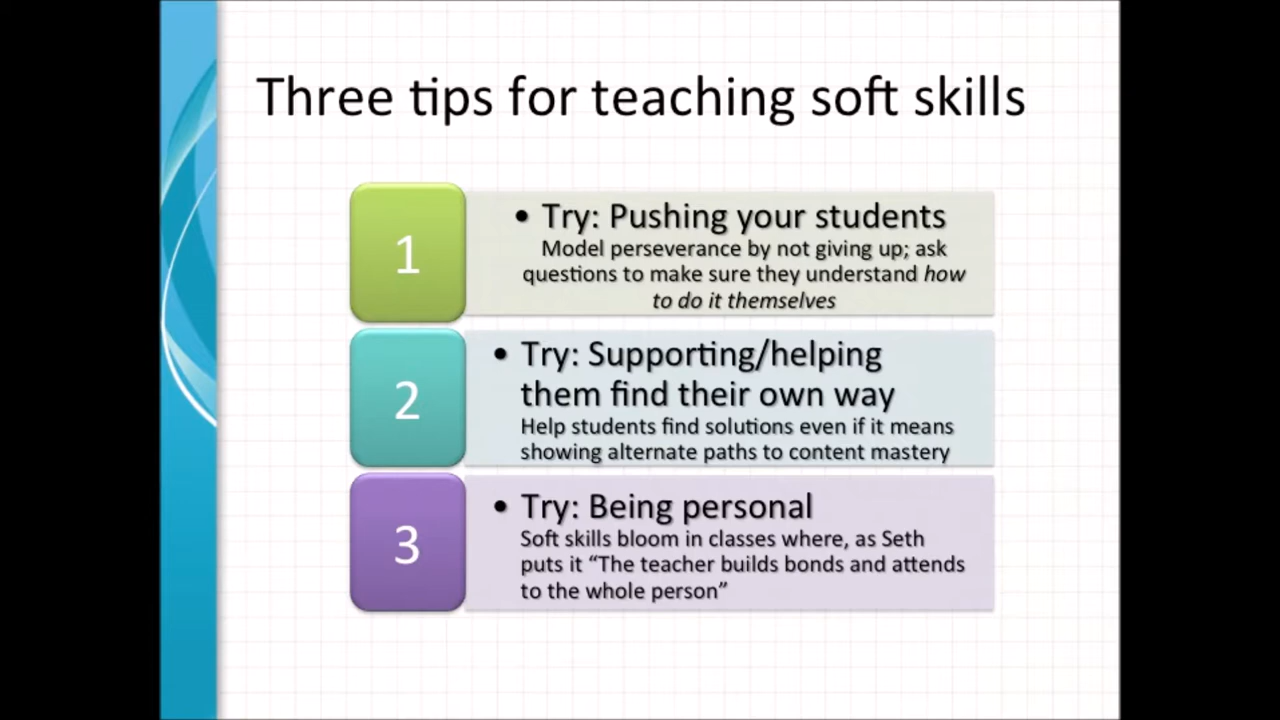 Three tips for teaching soft skills
1
• Try: Pushing your students
Model perseverance by not giving up; ask
questions to make sure they understand how
to do it themselves
2
• Try: Supporting/helping
them find their own way
Help students find solutions even if it means
showing alternate paths to content mastery
3
• Try: Being personal
Soft skills bloom in classes where, as Seth
puts it “The teacher builds bonds and attends
to the whole person”